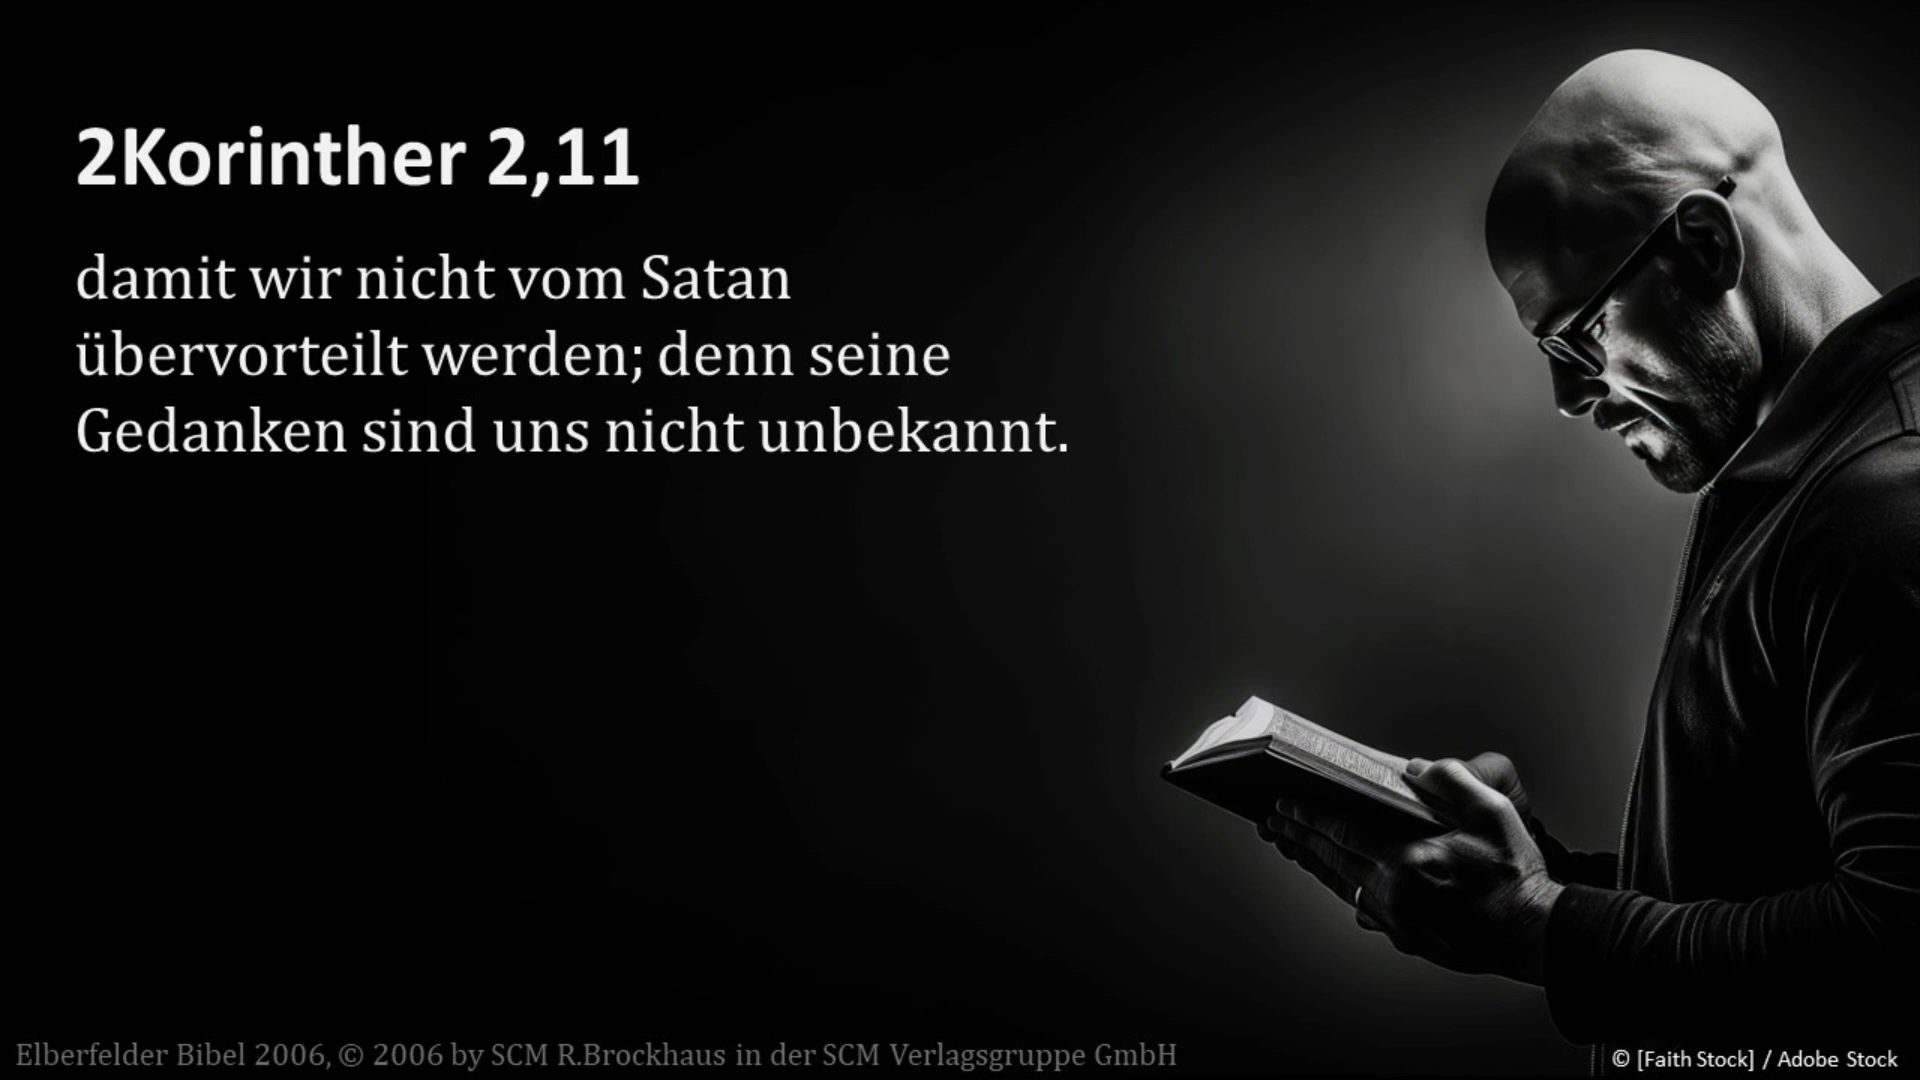 2Korinther 2,11
damit wir nicht vom Satan
übervorteilt werden; denn seine
Gedanken sind uns nicht unbekannt.
Elberfelder Bibel 2006, © 2006 by SCM R.Brockhaus in der SCM Verlagsgruppe GmbH
© [Faith Stock] / Adobe Stock